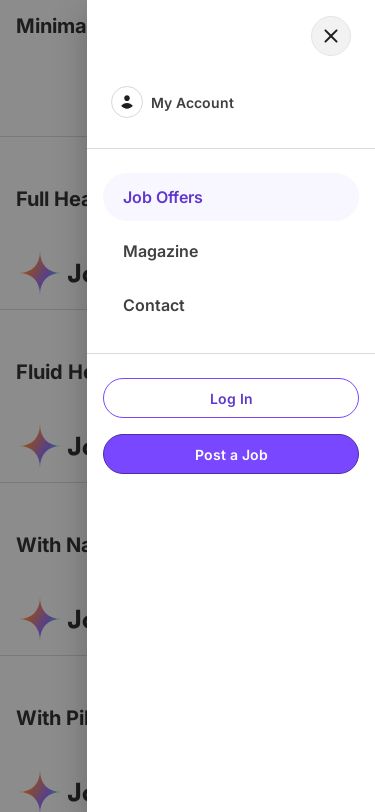 Minima
My Account
Full Hea
Job Offers
Magazine
Jo
Contact
Fluid He
Log In
Jo
Post a Job
With Na
Jo
With Pil
Jo